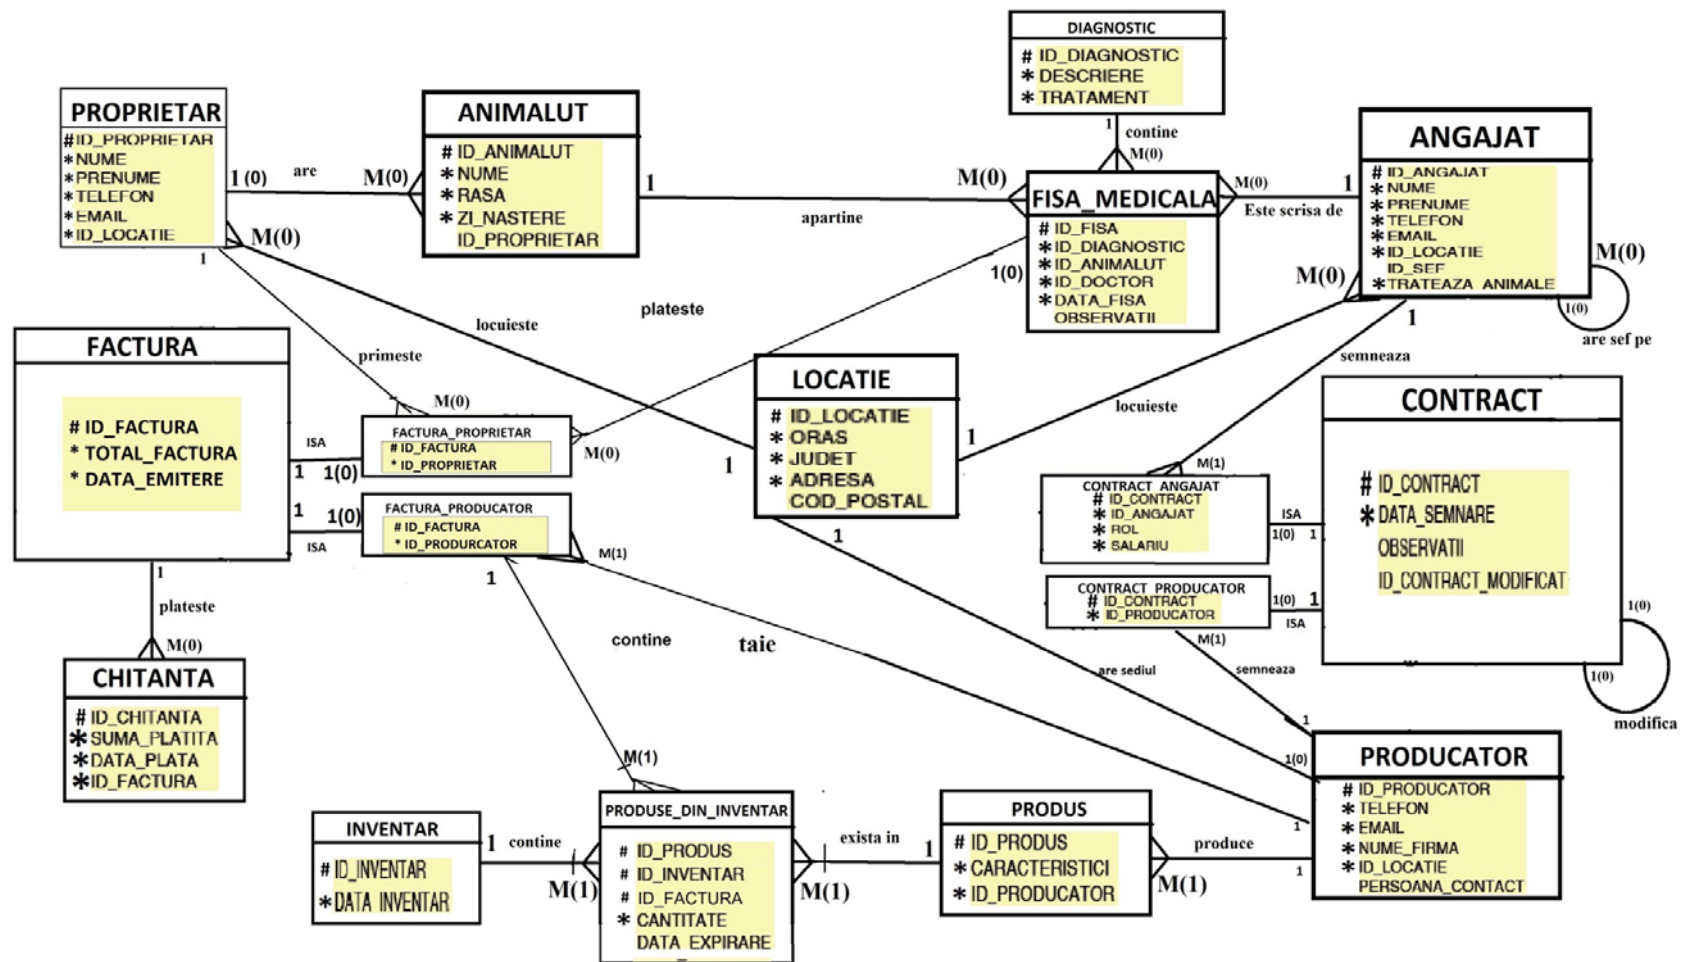 DIAGNOSTIC
# ID_DIAGNOSTIC
* DESCRIERE
* TRATAMENT
1
contine
M(0)
PROPRIETAR
# ID_PROPRIETAR
* NUME
* PRENUME
* TELEFON
* EMAIL
* ID_LOCATIE
1 (0)
are
M(0)
ANIMALUT
# ID_ANIMALUT
* NUME
* RASA
* ZI_NASTERE
ID_PROPRIETAR
1
apartine
M(0)
FISA_MEDICALA
# ID_FISA
* ID_DIAGNOSTIC
* ID_ANIMALUT
* ID_DOCTOR
* DATA_FISA
OBSERVATII
M(0)
Este scrisa de
1
ANGAJAT
# ID_ANGAJAT
* NUME
* PRENUME
* TELEFON
* EMAIL
* ID_LOCATIE
ID_SEF
* TRATEAZA_ANIMALE
M(0)
1(0)
are sef pe
M(0)
1
M(0)
1
1(0)
plateste
locuieste
primeste
M(0)
M(0)
semneaza
locuieste
FACTURA
# ID_FACTURA
* TOTAL_FACTURA
* DATA_EMITERE
ISA
1
1(0)
FACTURA_PROPRIETAR
# ID_FACTURA
* ID_PROPRIETAR
1
1(0)
ISA
FACTURA_PRODUCATOR
# ID_FACTURA
* ID_PRODURCATOR
M(1)
1
LOCATIE
# ID_LOCATIE
* ORAS
* JUDET
* ADRESA
COD_POSTAL
1
1
1
CONTRACT
# ID_CONTRACT
* DATA_SEMNARE
OBSERVATII
ID_CONTRACT_MODIFICAT
M(1)
CONTRACT_ANGAJAT
# ID_CONTRACT
* ID_ANGAJAT
* ROL
* SALARIU
ISA
1(0)
1
CONTRACT_PRODUCATOR
# ID_CONTRACT
* ID_PRODUCATOR
1(0)
1
ISA
M(1)
semneaza
1
1(0)
1(0)
modifica
1
plateste
M(0)
CHITANTA
# ID_CHITANTA
* SUMA_PLATITA
* DATA_PLATA
* ID_FACTURA
contine
taie
are sediul
1(0)
1
M(1)
INVENTAR
# ID_INVENTAR
* DATA INVENTAR
1
contine
M(1)
PRODUSE_DIN_INVENTAR
# ID_PRODUS
# ID_INVENTAR
# ID_FACTURA
* CANTITATE
DATA_EXPIRARE
M(1)
exista in
1
PRODUS
# ID_PRODUS
* CARACTERISTICI
* ID_PRODUCATOR
M(1)
produce
1
PRODUCATOR
# ID_PRODUCATOR
* TELEFON
* EMAIL
* NUME_FIRMA
* ID_LOCATIE
PERSOANA_CONTACT